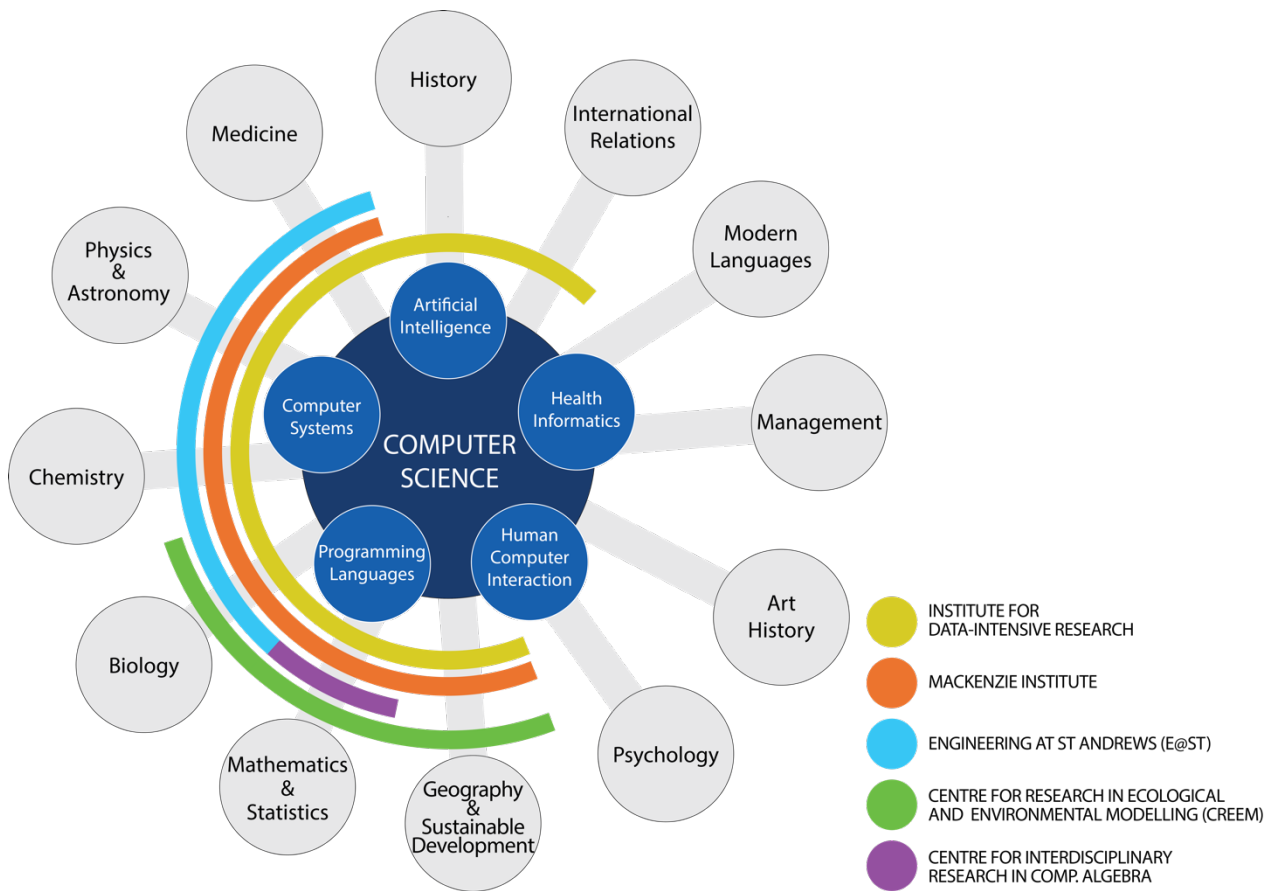 History
International
Relations
Medicine
Modern
Languages
Physics
&
Astronomy
Artificial
Intelligence
Computer
Systems
Health
Informatics
Management
COMPUTER
SCIENCE
Chemistry
Programming
Languages
Human
Computer
Interaction
Art
History
Biology
Psychology
Mathematics
&
Statistics
Geography
&
Sustainable
Development
INSTITUTE FOR
DATA-INTENSIVE RESEARCH
MACKENZIE INSTITUTE
ENGINEERING AT ST ANDREWS (E@ST)
CENTRE FOR RESEARCH IN ECOLOGICAL
AND ENVIRONMENTAL MODELLING (CREEM)
CENTRE FOR INTERDISCIPLINARY
RESEARCH IN COMP. ALGEBRA